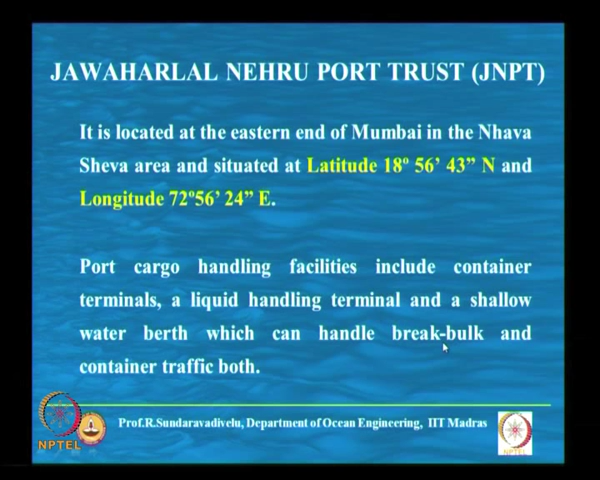 JAWAHARLAL NEHRU PORT TRUST (JNPT)
It is located at the eastern end of Mumbai in the Nhava
Sheva area and situated at Latitude 18º 56’ 43” N and
Longitude 72º56’ 24” E.
Port cargo handling facilities include container
terminals, a liquid handling terminal and a shallow
water berth which can handle break-bulk and
container traffic both.
Prof.R.Sundaravadivelu, Department of Ocean Engineering, IIT Madras
NPTEL
NPTEL